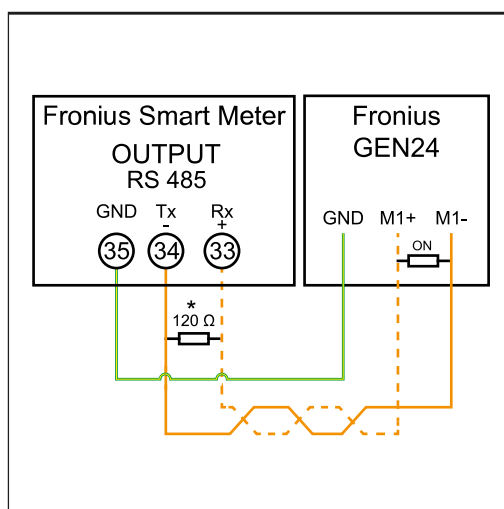 Fronius Smart Meter
OUTPUT
RS 485
GND Tx Rx
- +
35 34 33
*
120 Ω
Fronius
GEN24
GND M1+ M1-
ON